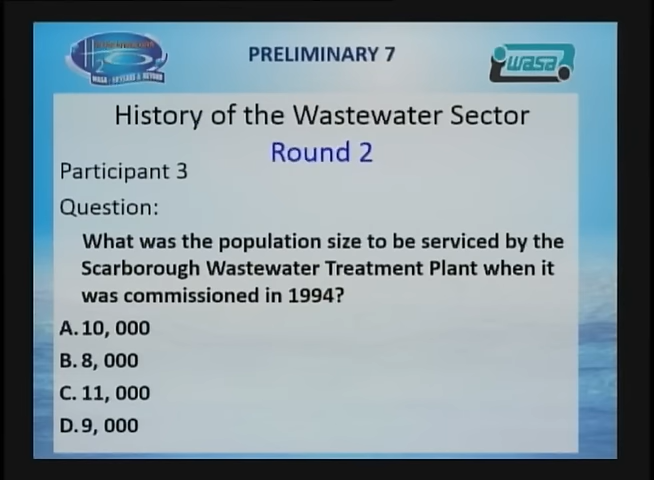 PRELIMINARY 7
wasa
History of the Wastewater Sector
Round 2
Participant 3
Question:
What was the population size to be serviced by the
Scarborough Wastewater Treatment Plant when it
was commissioned in 1994?
A. 10, 000
B. 8, 000
C. 11, 000
D. 9, 000